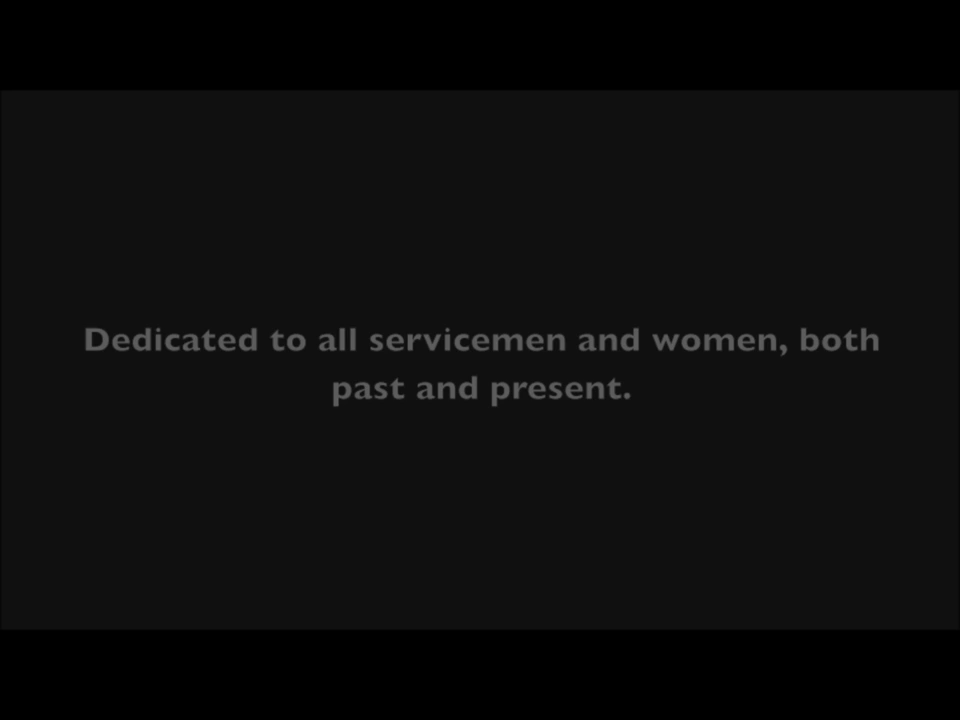 Dedicated to all servicemen and women, both
past and present.